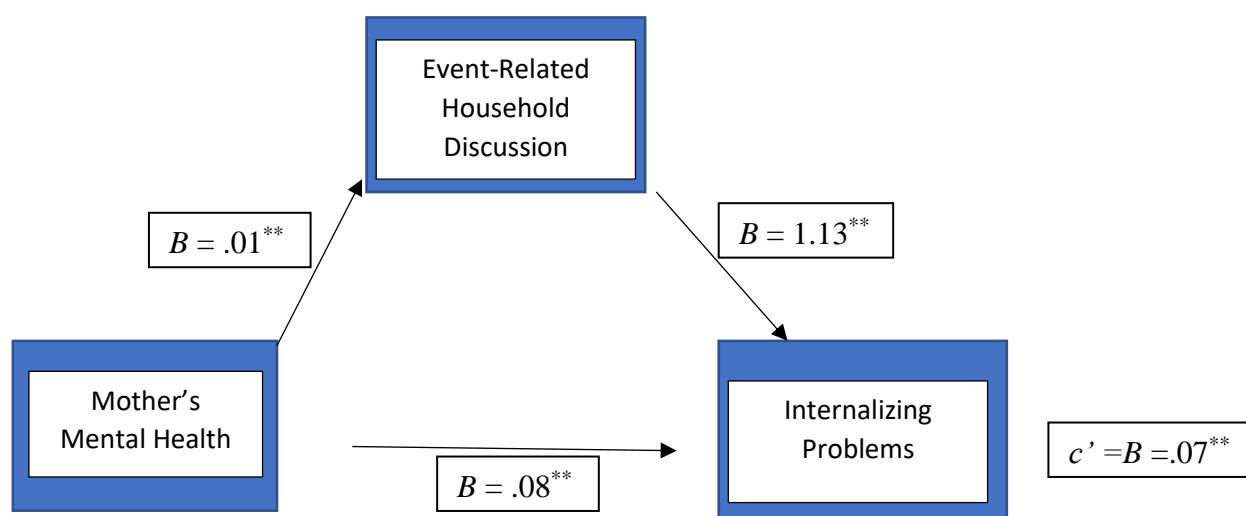 Event-Related
Household
Discussion
B = .01**
B = 1.13**
Mother’s
Mental Health
Internalizing
Problems
c’ =B =.07**
B = .08**